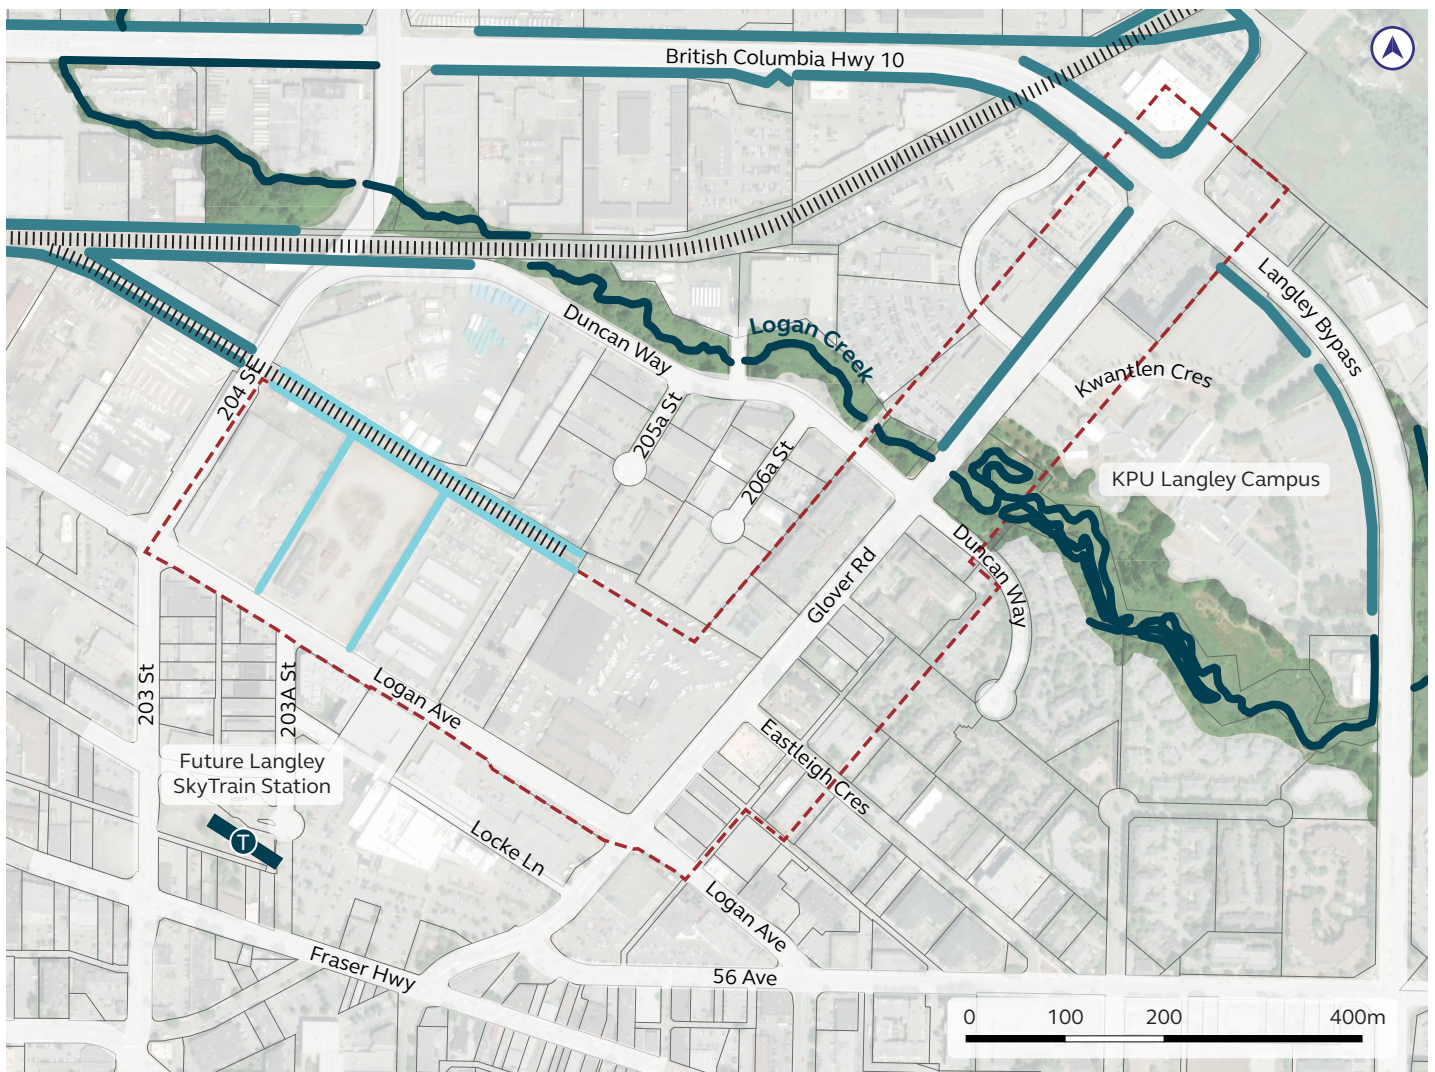 British Columbia Hwy 10
Langley Bypass
Logan Creek
Duncan Way
204 St
205a St
206a St
Kwantlen Cres
KPU Langley Campus
Duncan Way
Glover Rd
203 St
203A St
Logan Ave
Future Langley
SkyTrain Station
T
Eastleigh Cres
Locke Ln
Logan Ave
Fraser Hwy
56 Ave
0 100 200 400m